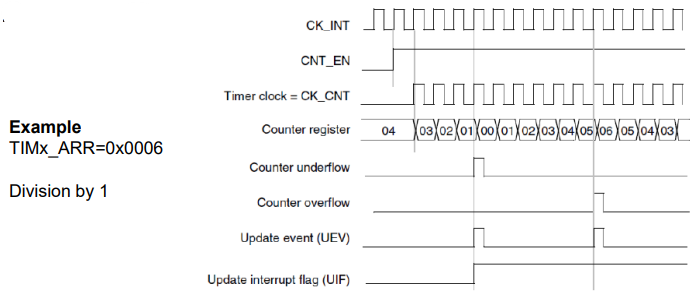 CK_INT
CNT_EN
Timer clock = CK_CNT
Example
TIMx_ARR=0x0006
Division by 1
Counter register 04 03 02 01 00 01 02 03 04 05 06 05 04 03
Counter underflow
Counter overflow
Update event (UEV)
Update interrupt flag (UIF)